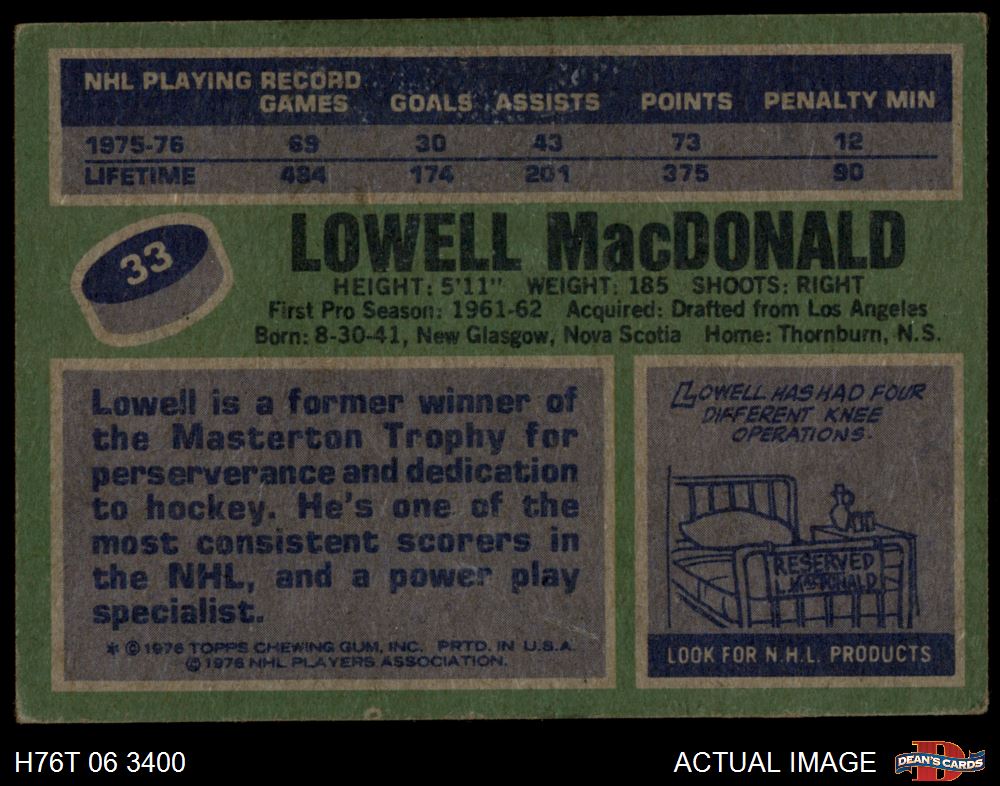 NHL PLAYING RECORD
GAMES GOALS ASSISTS POINTS PENALTY MIN
1975-76 69 30 43 73 12
LIFETIME 484 174 201 375 90
33
LOWELL MacDONALD
HEIGHT: 5'11" WEIGHT: 185 SHOOTS: RIGHT
First Pro Season: 1961-62 Acquired: Drafted from Los Angeles
Born: 8-30-41, New Glasgow, Nova Scotia Home: Thornburn, N.S.
Lowell is a former winner of
the Masterton Trophy for
perserverance and dedication
to hockey. He's one of the
most consistent scorers in
the NHL, and a power play
specialist.
* © 1976 TOPPS CHEWING GUM, INC. PRTD. IN U.S.A.
© 1976 NHL PLAYERS ASSOCIATION.
LOWELL HAS HAD FOUR
DIFFERENT KNEE
OPERATIONS.
RESERVED
L. MacDONALD
LOOK FOR N.H.L. PRODUCTS
H76T 06 3400
ACTUAL IMAGE
D
DEAN'S CARDS